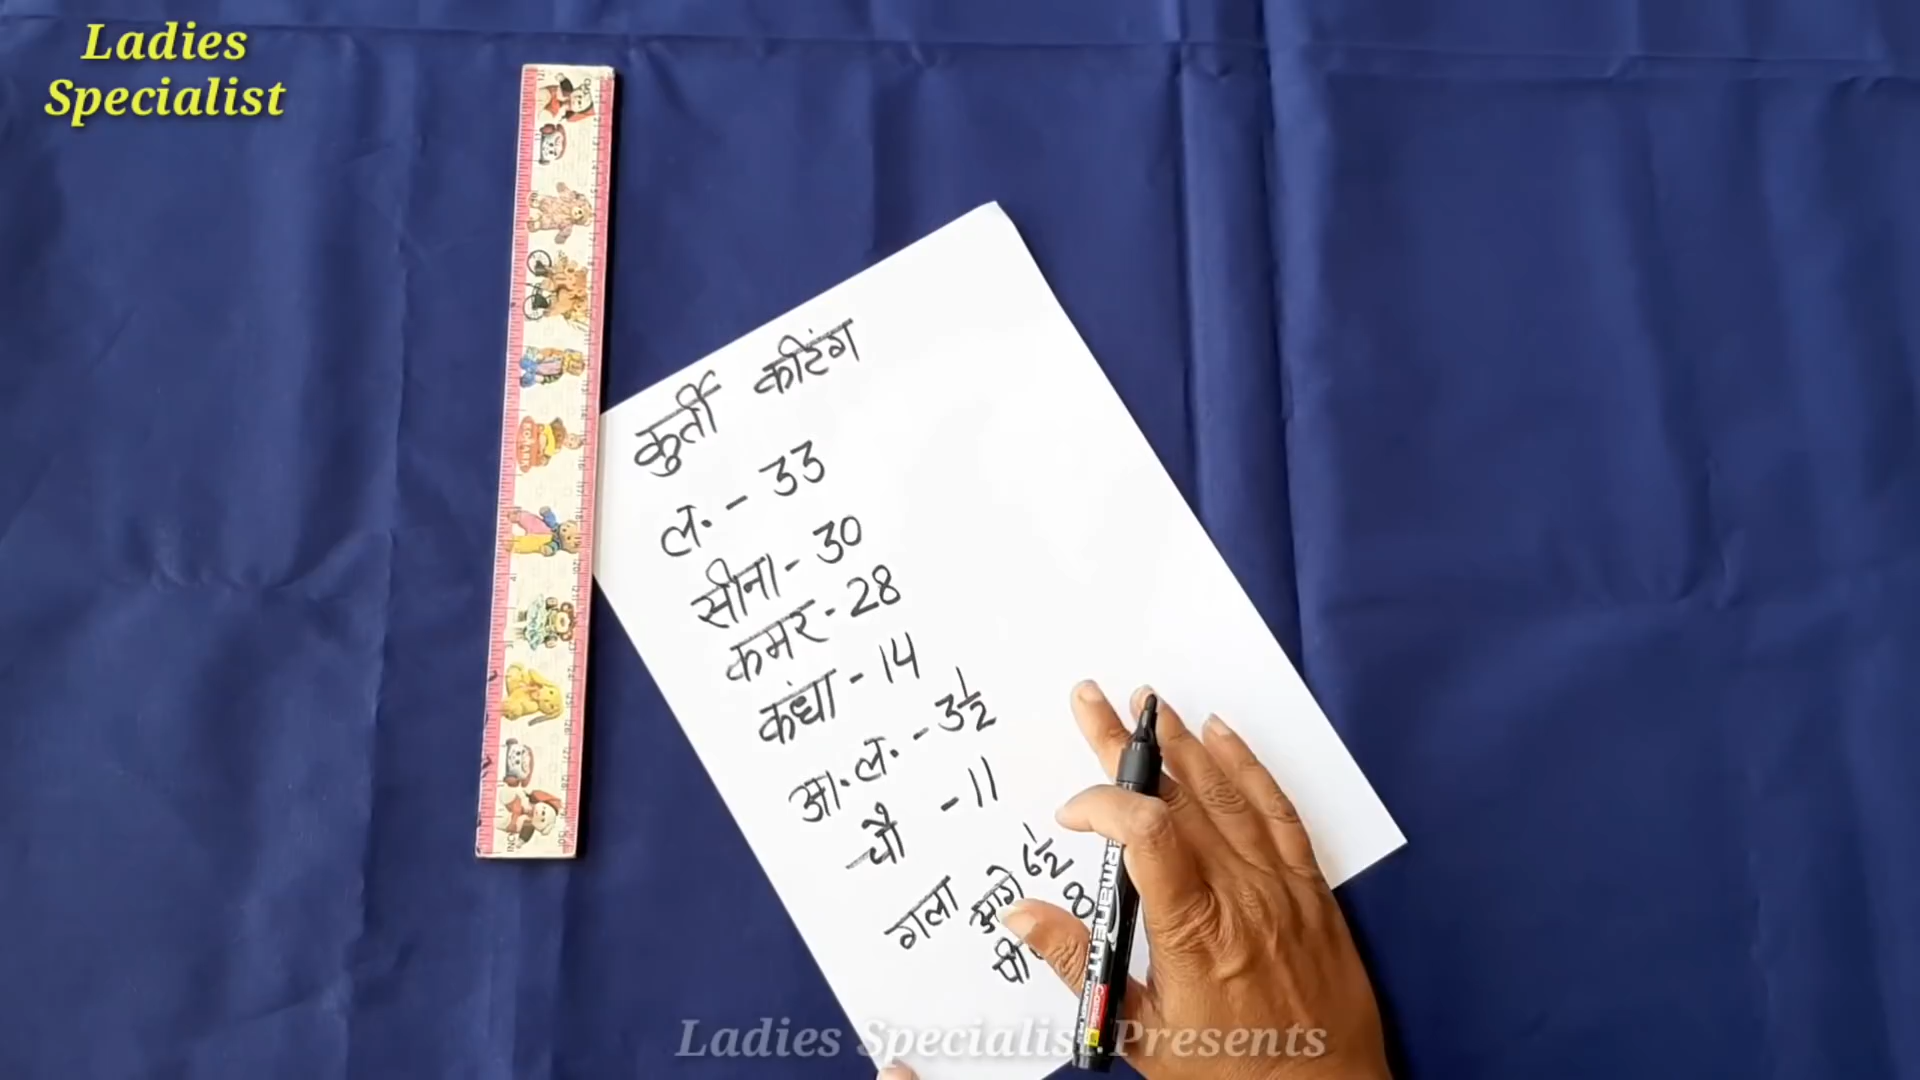 Ladies
Specialist
कुर्ती कटिंग
ल. - 33
सीना - 30
कमर - 28
कंधा - 14
आ. ल. - 3½
चौ - 11
गला आगे 6½
8
Ladies Specialist Presents